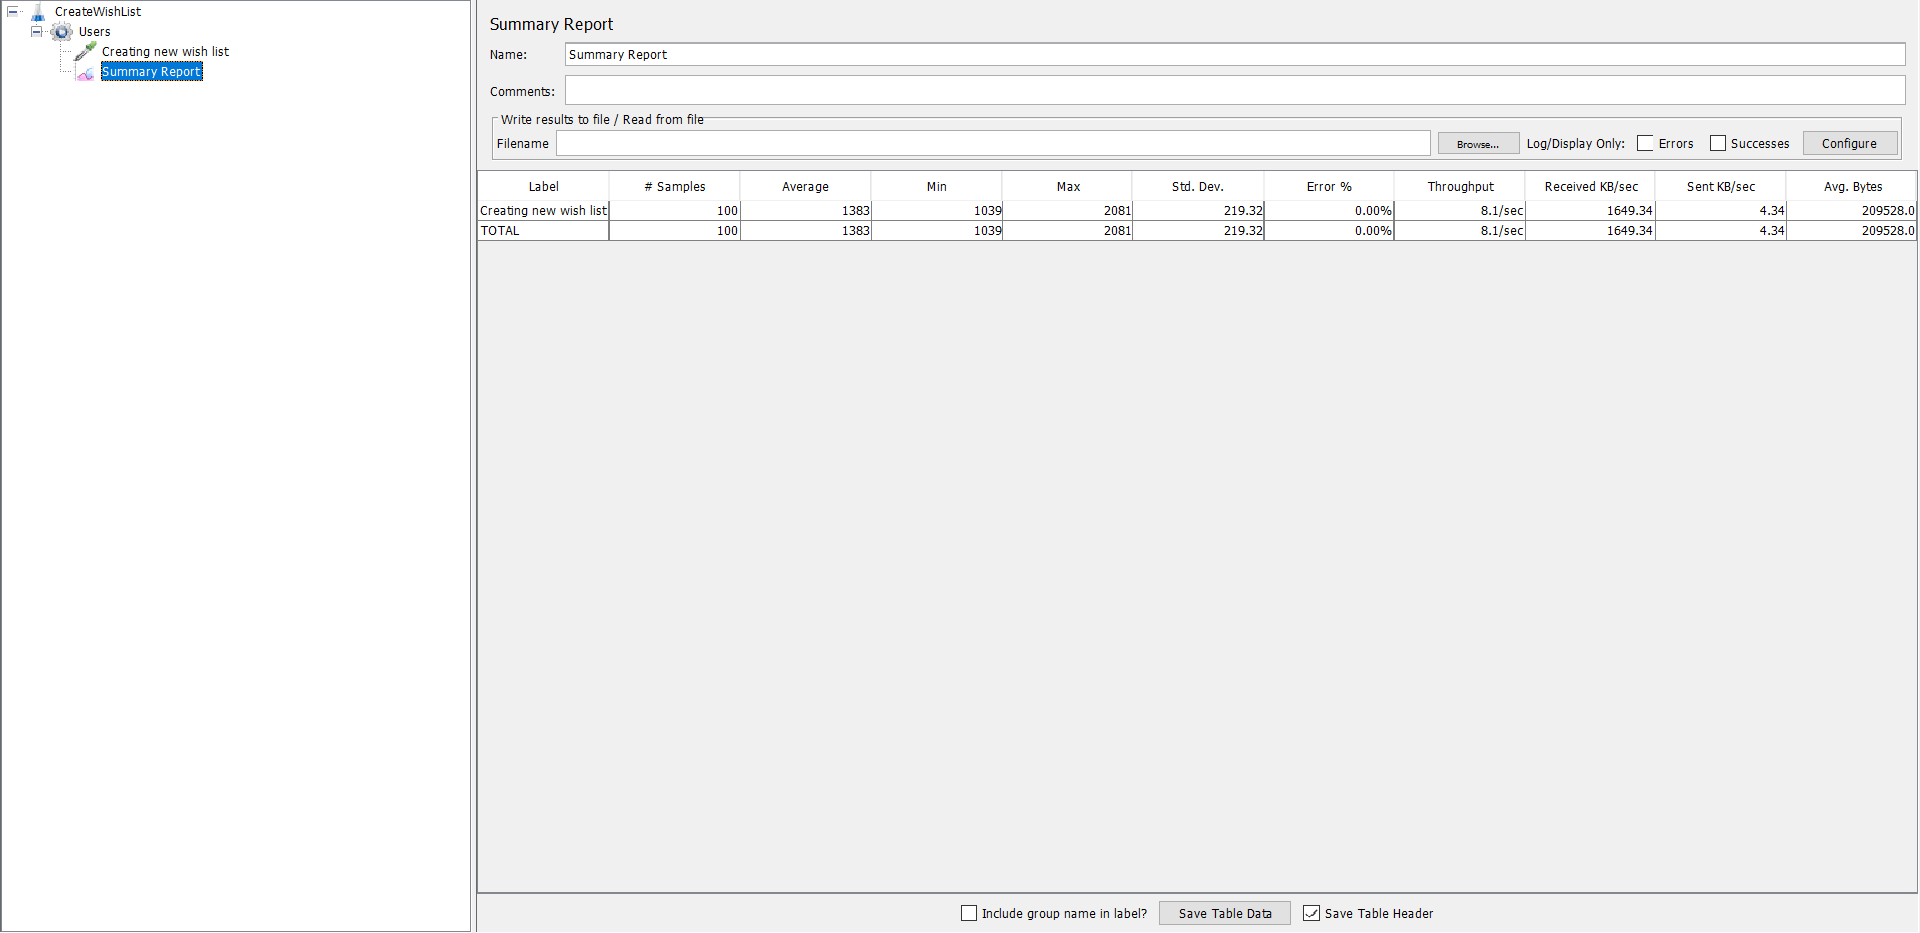 CreateWishList
Users
Creating new wish list
Summary Report
Summary Report
Name: Summary Report
Comments:
Write results to file / Read from file
Filename Browse... Log/Display Only: Errors Successes Configure
Label # Samples Average Min Max Std. Dev. Error % Throughput Received KB/sec Sent KB/sec Avg. Bytes
Creating new wish list 100 1383 1039 2081 219.32 0.00% 8.1/sec 1649.34 4.34 209528.0
TOTAL 100 1383 1039 2081 219.32 0.00% 8.1/sec 1649.34 4.34 209528.0
Include group name in label? Save Table Data Save Table Header